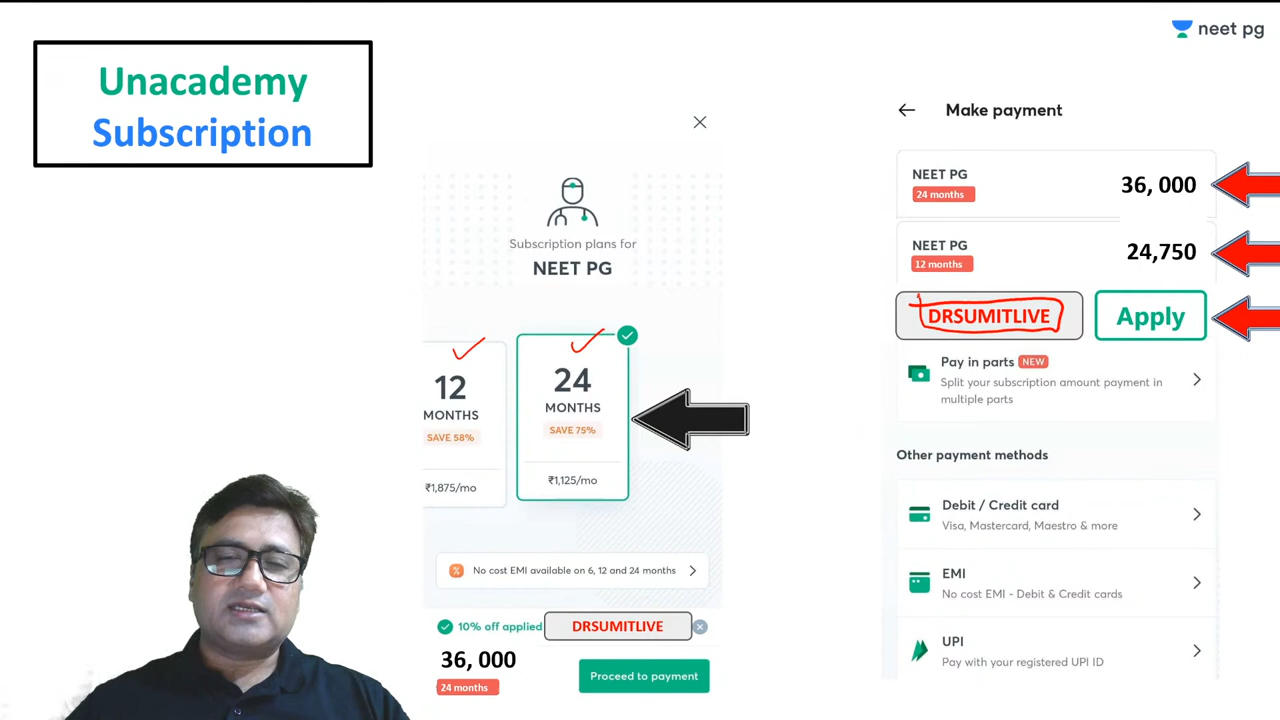 neet pg
Unacademy
Subscription
Subscription plans for
NEET PG
12
MONTHS
SAVE 58%
₹1,875/mo
24
MONTHS
SAVE 75%
₹1,125/mo
No cost EMI available on 6, 12 and 24 months
10% off applied
DRSUMITLIVE
36, 000
24 months
Proceed to payment
Make payment
NEET PG
36, 000
24 months
NEET PG
24,750
12 months
DRSUMITLIVE
Apply
Pay in parts NEW
Split your subscription amount payment in
multiple parts
Other payment methods
Debit / Credit card
Visa, Mastercard, Maestro & more
EMI
No cost EMI - Debit & Credit cards
UPI
Pay with your registered UPI ID